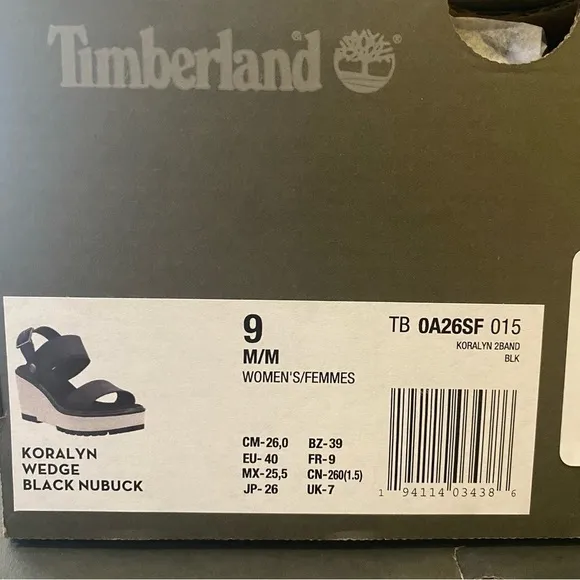 Timberland®
®
9
M/M
WOMEN'S/FEMMES
TB 0A26SF 015
KORALYN 2BAND
BLK
KORALYN
WEDGE
BLACK NUBUCK
CM-26,0 BZ-39
EU- 40 FR-9
MX-25,5 CN-260(1.5)
JP- 26 UK-7
1 94114 03438 6